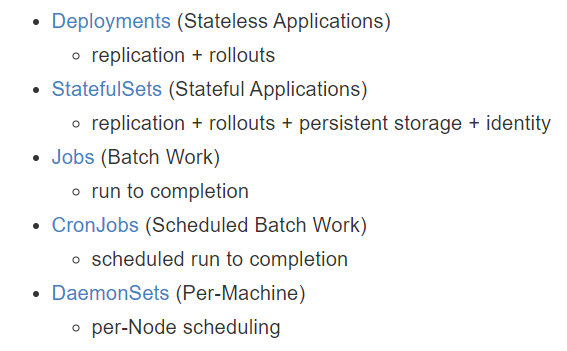 Deployments (Stateless Applications)
replication + rollouts
StatefulSets (Stateful Applications)
replication + rollouts + persistent storage + identity
Jobs (Batch Work)
run to completion
CronJobs (Scheduled Batch Work)
scheduled run to completion
DaemonSets (Per-Machine)
per-Node scheduling